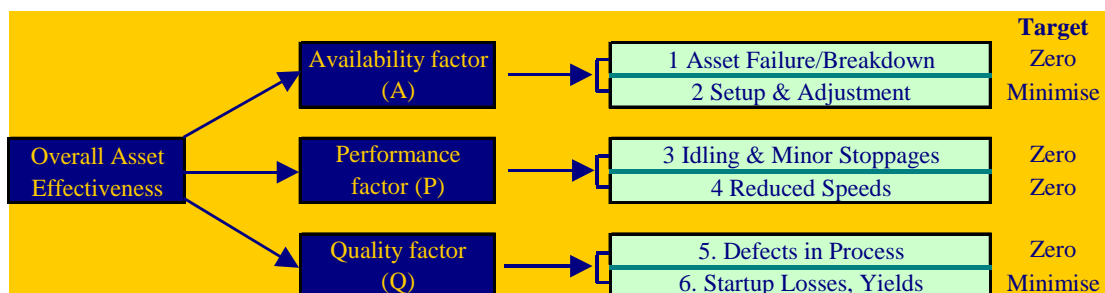 Target
Availability factor
(A)
1 Asset Failure/Breakdown
Zero
2 Setup & Adjustment
Minimise
Overall Asset
Effectiveness
Performance
factor (P)
3 Idling & Minor Stoppages
Zero
4 Reduced Speeds
Zero
Quality factor
(Q)
5. Defects in Process
Zero
6. Startup Losses, Yields
Minimise